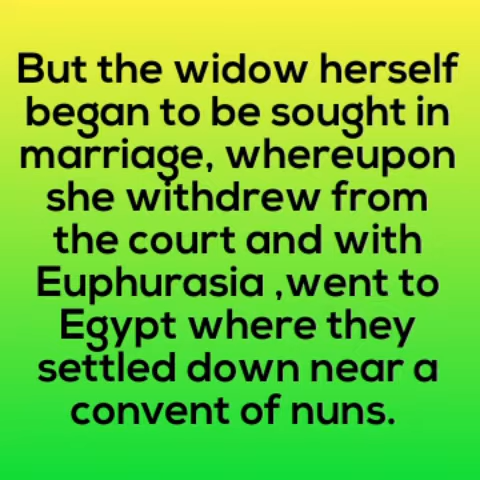 But the widow herself
began to be sought in
marriage, whereupon
she withdrew from
the court and with
Euphurasia ,went to
Egypt where they
settled down near a
convent of nuns.